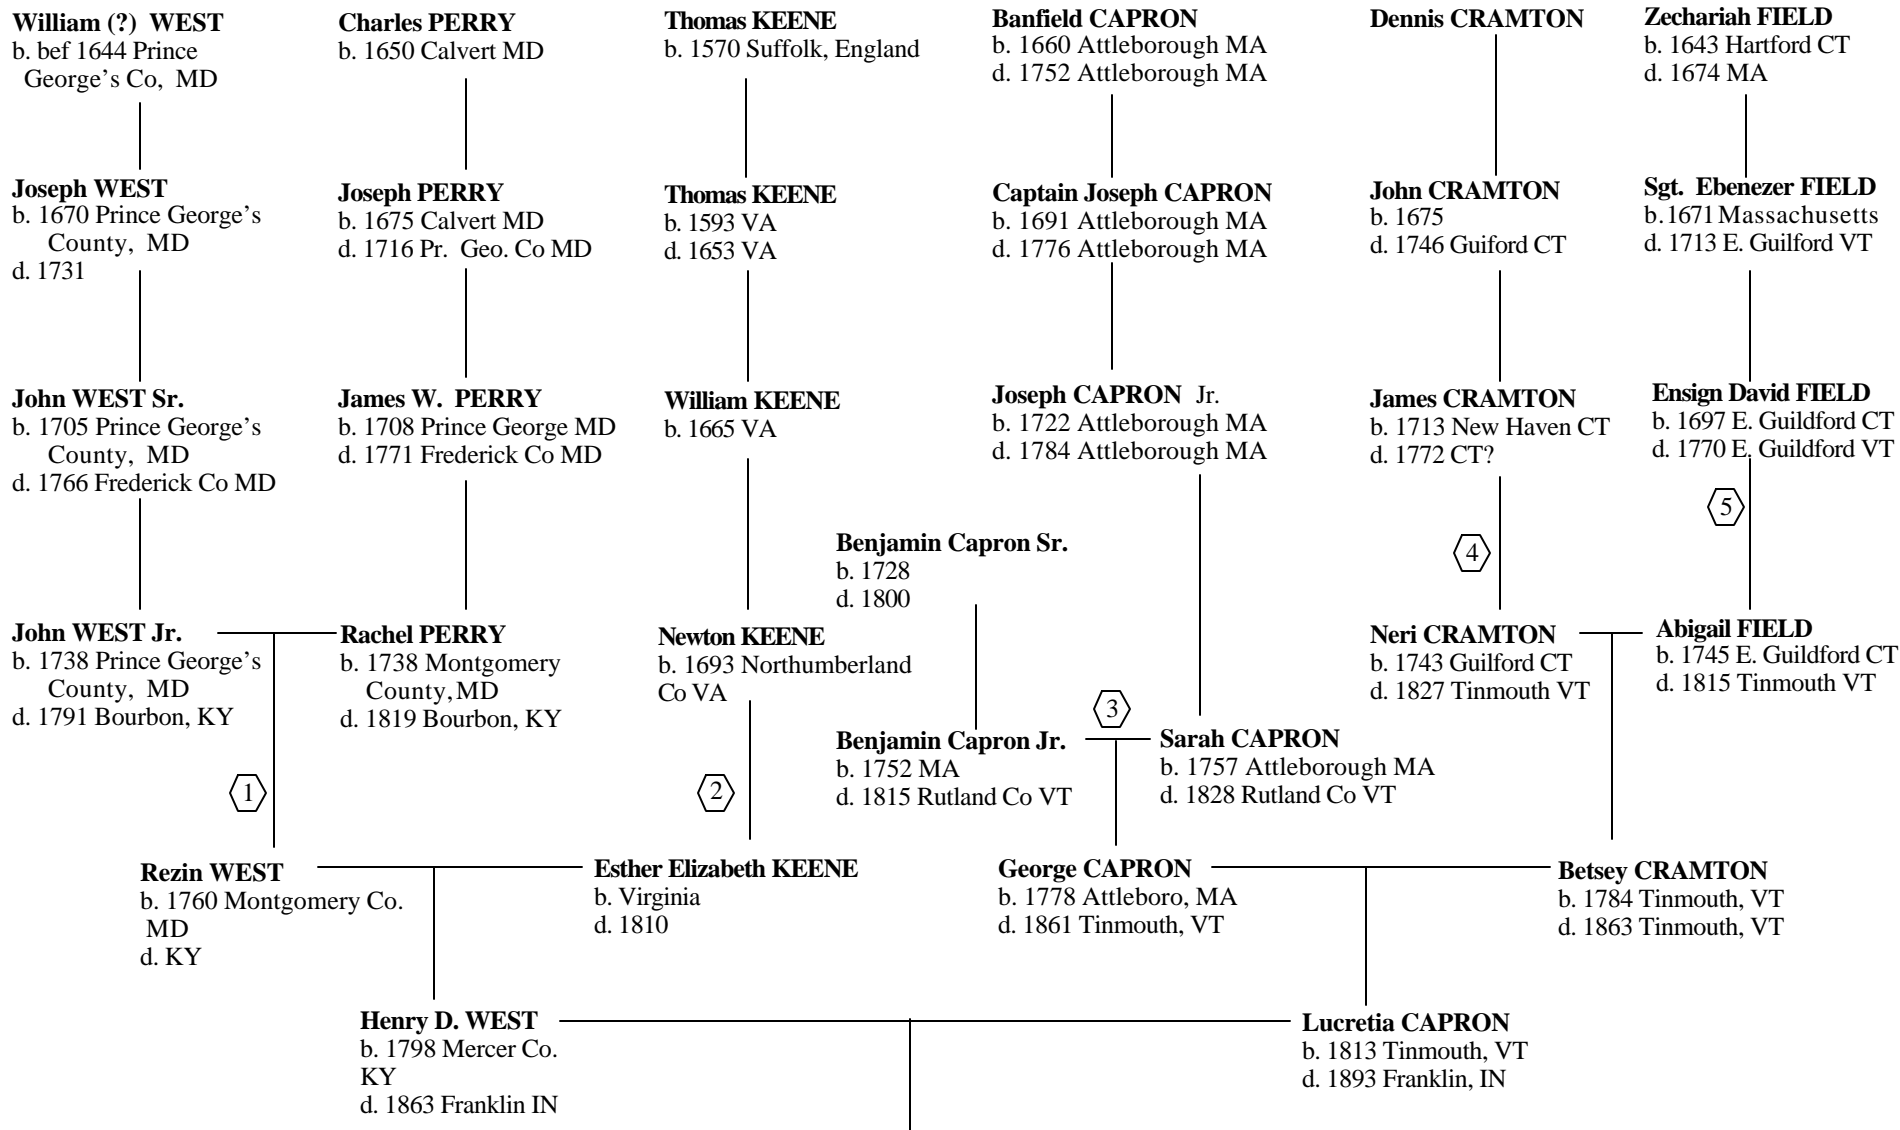 William (?) WEST
b. bef 1644 Prince
George's Co, MD
Charles PERRY
b. 1650 Calvert MD
Thomas KEENE
b. 1570 Suffolk, England
Banfield CAPRON
b. 1660 Attleborough MA
d. 1752 Attleborough MA
Dennis CRAMTON
Zechariah FIELD
b. 1643 Hartford CT
d. 1674 MA
Joseph WEST
b. 1670 Prince George's
County, MD
d. 1731
Joseph PERRY
b. 1675 Calvert MD
d. 1716 Pr. Geo. Co MD
Thomas KEENE
b. 1593 VA
d. 1653 VA
Captain Joseph CAPRON
b. 1691 Attleborough MA
d. 1776 Attleborough MA
John CRAMTON
b. 1675
d. 1746 Guiford CT
Sgt. Ebenezer FIELD
b. 1671 Massachusetts
d. 1713 E. Guilford VT
John WEST Sr.
b. 1705 Prince George's
County, MD
d. 1766 Frederick Co MD
James W. PERRY
b. 1708 Prince George MD
d. 1771 Frederick Co MD
William KEENE
b. 1665 VA
Joseph CAPRON Jr.
b. 1722 Attleborough MA
d. 1784 Attleborough MA
James CRAMTON
b. 1713 New Haven CT
d. 1772 CT?
Ensign David FIELD
b. 1697 E. Guildford CT
d. 1770 E. Guildford VT
5
4
Benjamin Capron Sr.
b. 1728
d. 1800
John WEST Jr.
b. 1738 Prince George's
County, MD
d. 1791 Bourbon, KY
Rachel PERRY
b. 1738 Montgomery
County, MD
d. 1819 Bourbon, KY
Newton KEENE
b. 1693 Northumberland
Co VA
Neri CRAMTON
b. 1743 Guilford CT
d. 1827 Tinmouth VT
Abigail FIELD
b. 1745 E. Guildford CT
d. 1815 Tinmouth VT
3
Benjamin Capron Jr.
b. 1752 MA
d. 1815 Rutland Co VT
Sarah CAPRON
b. 1757 Attleborough MA
d. 1828 Rutland Co VT
1
2
Rezin WEST
b. 1760 Montgomery Co.
MD
d. KY
Esther Elizabeth KEENE
b. Virginia
d. 1810
George CAPRON
b. 1778 Attleboro, MA
d. 1861 Tinmouth, VT
Betsey CRAMTON
b. 1784 Tinmouth, VT
d. 1863 Tinmouth, VT
Henry D. WEST
b. 1798 Mercer Co.
KY
d. 1863 Franklin IN
Lucretia CAPRON
b. 1813 Tinmouth, VT
d. 1893 Franklin, IN